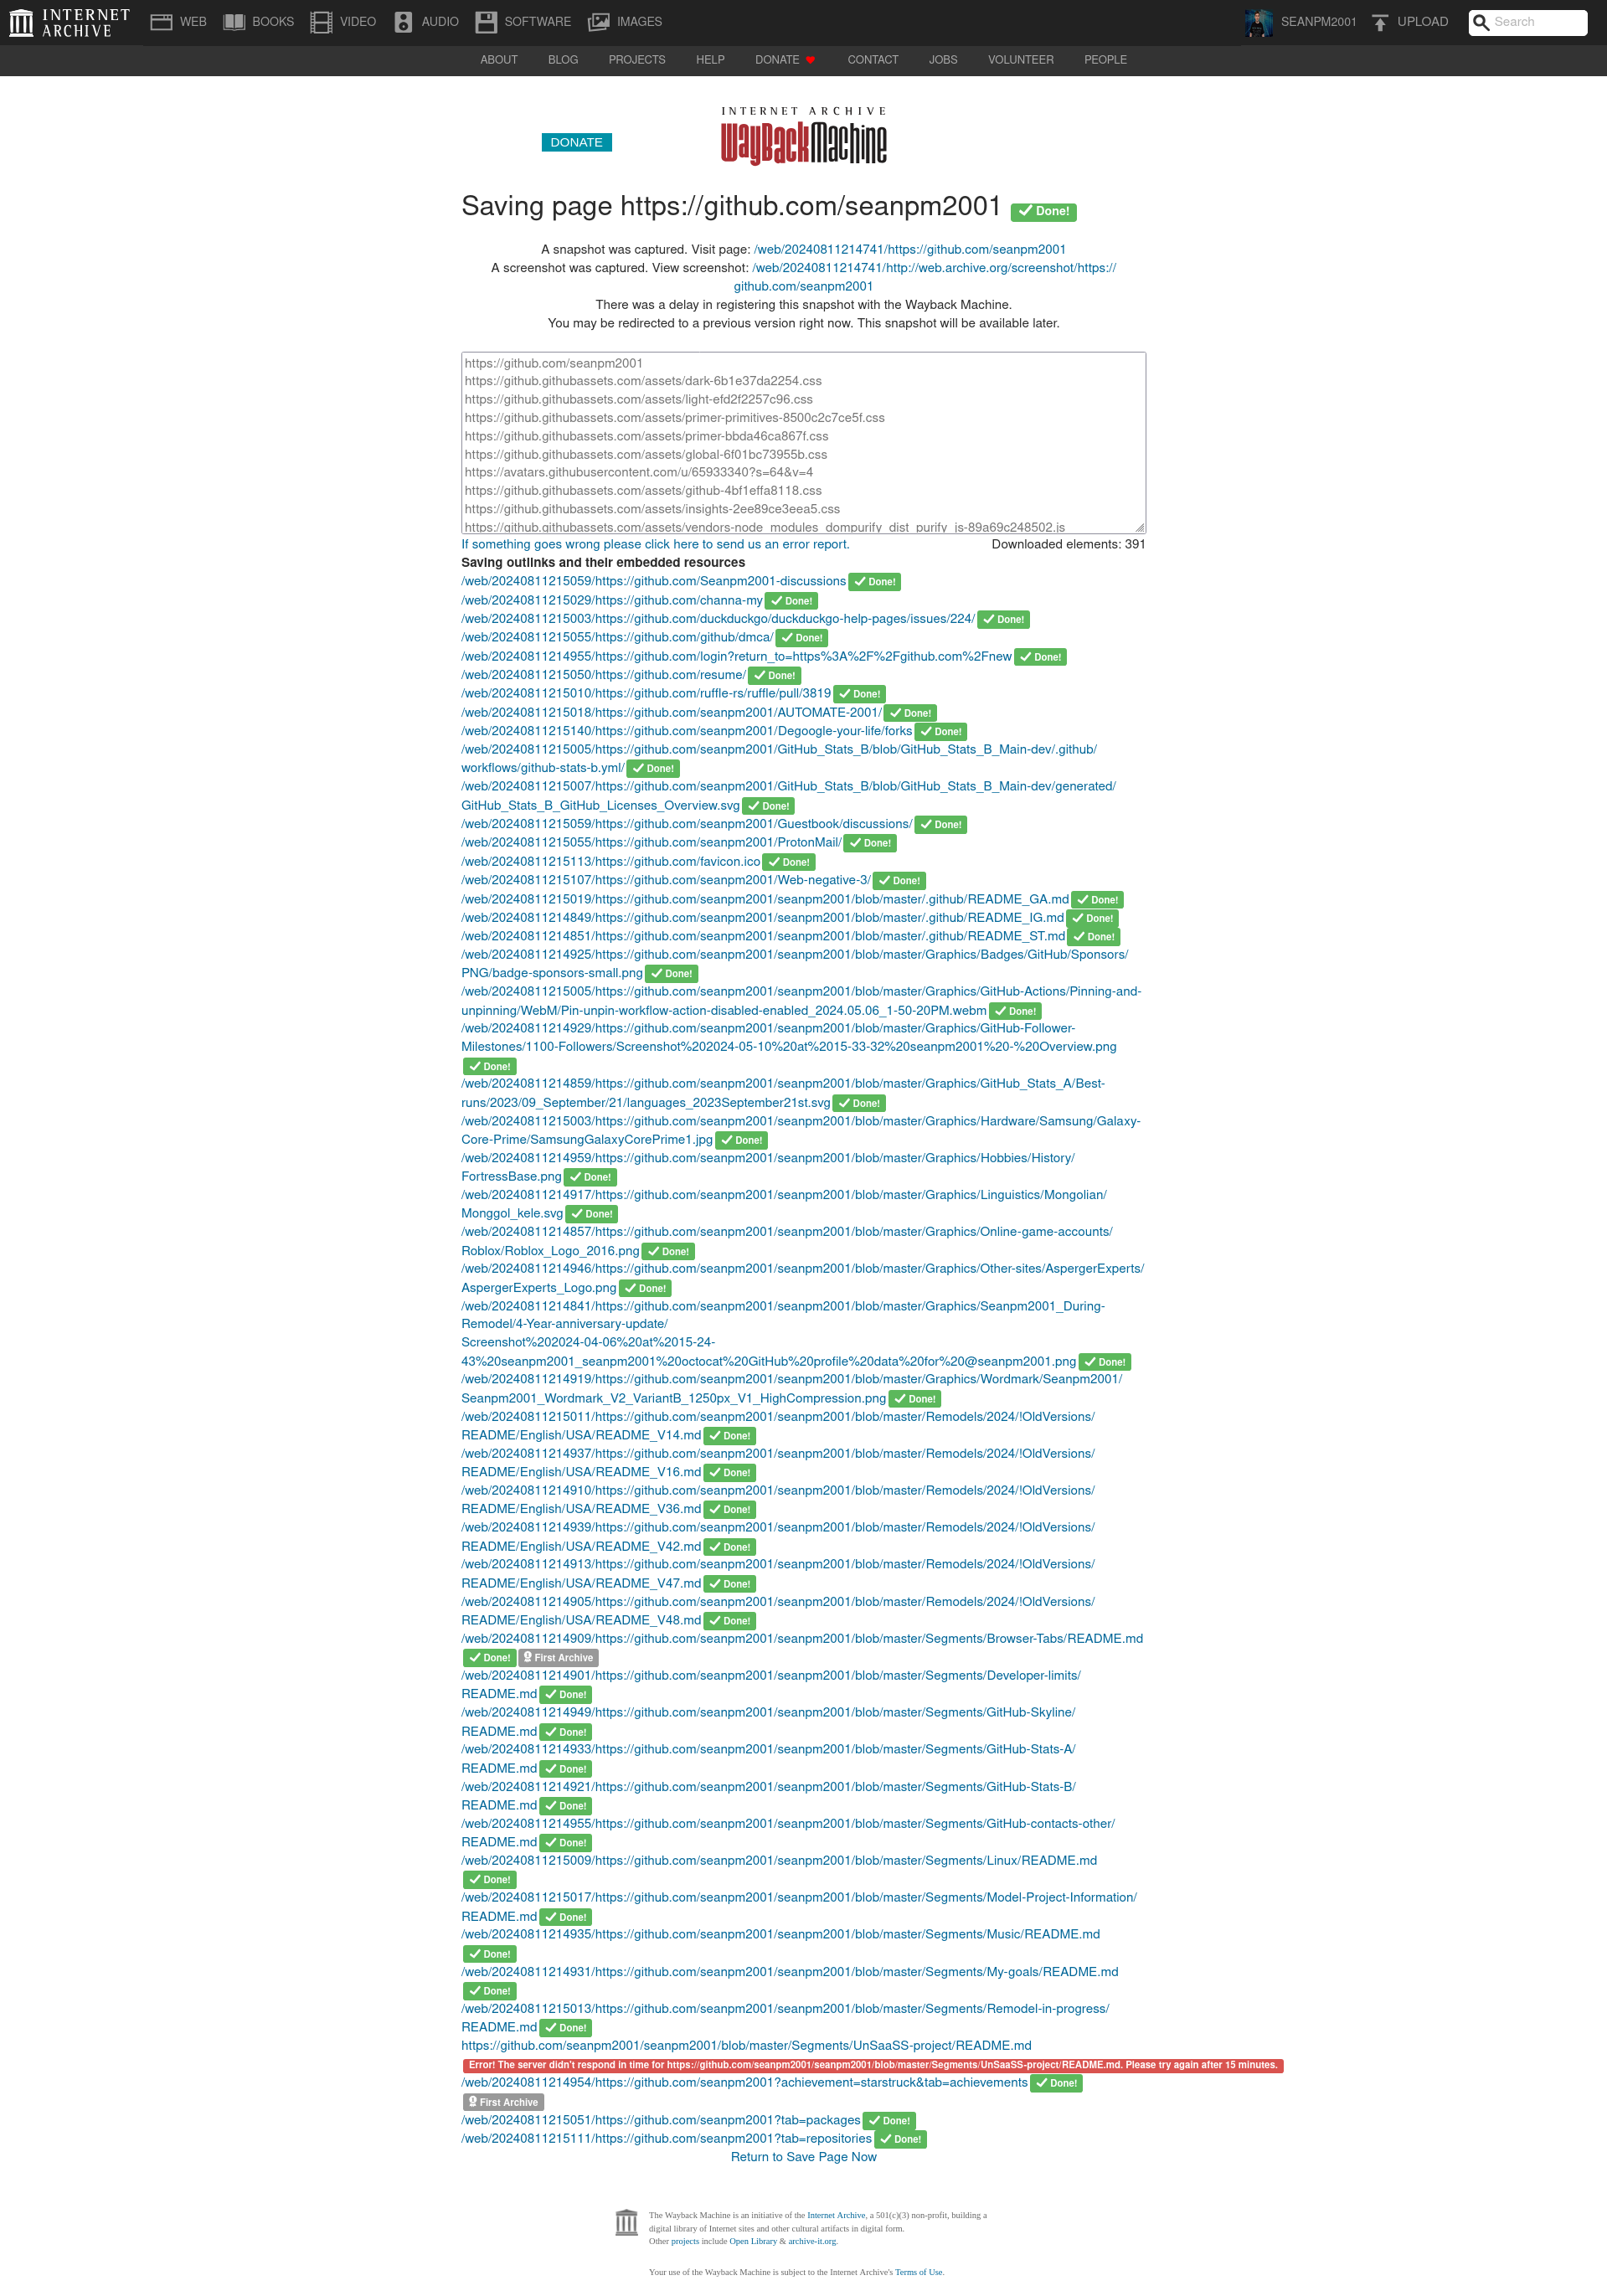 INTERNET ARCHIVE
WEB BOOKS VIDEO AUDIO SOFTWARE IMAGES SEANPM2001 UPLOAD Search
ABOUT BLOG PROJECTS HELP DONATE CONTACT JOBS VOLUNTEER PEOPLE
INTERNET ARCHIVE
DONATE WayBackMachine
Saving page https://github.com/seanpm2001 Done!
A snapshot was captured. Visit page: /web/20240811214741/https://github.com/seanpm2001
A screenshot was captured. View screenshot: /web/20240811214741/http://web.archive.org/screenshot/https://
github.com/seanpm2001
There was a delay in registering this snapshot with the Wayback Machine.
You may be redirected to a previous version right now. This snapshot will be available later.
https://github.com/seanpm2001
https://github.githubassets.com/assets/dark-6b1e37da2254.css
https://github.githubassets.com/assets/light-efd2f2257c96.css
https://github.githubassets.com/assets/primer-primitives-8500c2c7ce5f.css
https://github.githubassets.com/assets/primer-bbda46ca867f.css
https://github.githubassets.com/assets/global-6f01bc73955b.css
https://avatars.githubusercontent.com/u/65933340?s=64&v=4
https://github.githubassets.com/assets/github-4bf1effa8118.css
https://github.githubassets.com/assets/insights-2ee89ce3eea5.css
https://github.githubassets.com/assets/vendors-node_modules_dompurify_dist_purify_js-89a69c248502.js
If something goes wrong please click here to send us an error report. Downloaded elements: 391
Saving outlinks and their embedded resources
/web/20240811215059/https://github.com/Seanpm2001-discussions Done!
/web/20240811215029/https://github.com/channa-my Done!
/web/20240811215003/https://github.com/duckduckgo/duckduckgo-help-pages/issues/224/ Done!
/web/20240811215055/https://github.com/github/dmca/ Done!
/web/20240811214955/https://github.com/login?return_to=https%3A%2F%2Fgithub.com%2Fnew Done!
/web/20240811215050/https://github.com/resume/ Done!
/web/20240811215010/https://github.com/ruffle-rs/ruffle/pull/3819 Done!
/web/20240811215018/https://github.com/seanpm2001/AUTOMATE-2001/ Done!
/web/20240811215140/https://github.com/seanpm2001/Degoogle-your-life/forks Done!
/web/20240811215005/https://github.com/seanpm2001/GitHub_Stats_B/blob/GitHub_Stats_B_Main-dev/.github/
workflows/github-stats-b.yml/ Done!
/web/20240811215007/https://github.com/seanpm2001/GitHub_Stats_B/blob/GitHub_Stats_B_Main-dev/generated/
GitHub_Stats_B_GitHub_Licenses_Overview.svg Done!
/web/20240811215059/https://github.com/seanpm2001/Guestbook/discussions/ Done!
/web/20240811215055/https://github.com/seanpm2001/ProtonMail/ Done!
/web/20240811215113/https://github.com/favicon.ico Done!
/web/20240811215107/https://github.com/seanpm2001/Web-negative-3/ Done!
/web/20240811215019/https://github.com/seanpm2001/seanpm2001/blob/master/.github/README_GA.md Done!
/web/20240811214849/https://github.com/seanpm2001/seanpm2001/blob/master/.github/README_IG.md Done!
/web/20240811214851/https://github.com/seanpm2001/seanpm2001/blob/master/.github/README_ST.md Done!
/web/20240811214925/https://github.com/seanpm2001/seanpm2001/blob/master/Graphics/Badges/GitHub/Sponsors/
PNG/badge-sponsors-small.png Done!
/web/20240811215005/https://github.com/seanpm2001/seanpm2001/blob/master/Graphics/GitHub-Actions/Pinning-and-
unpinning/WebM/Pin-unpin-workflow-action-disabled-enabled_2024.05.06_1-50-20PM.webm Done!
/web/20240811214929/https://github.com/seanpm2001/seanpm2001/blob/master/Graphics/GitHub-Follower-
Milestones/1100-Followers/Screenshot%202024-05-10%20at%2015-33-32%20seanpm2001%20-%20Overview.png
Done!
/web/20240811214859/https://github.com/seanpm2001/seanpm2001/blob/master/Graphics/GitHub_Stats_A/Best-
runs/2023/09_September/21/languages_2023September21st.svg Done!
/web/20240811215003/https://github.com/seanpm2001/seanpm2001/blob/master/Graphics/Hardware/Samsung/Galaxy-
Core-Prime/SamsungGalaxyCorePrime1.jpg Done!
/web/20240811214959/https://github.com/seanpm2001/seanpm2001/blob/master/Graphics/Hobbies/History/
FortressBase.png Done!
/web/20240811214917/https://github.com/seanpm2001/seanpm2001/blob/master/Graphics/Linguistics/Mongolian/
Monggol_kele.svg Done!
/web/20240811214857/https://github.com/seanpm2001/seanpm2001/blob/master/Graphics/Online-game-accounts/
Roblox/Roblox_Logo_2016.png Done!
/web/20240811214946/https://github.com/seanpm2001/seanpm2001/blob/master/Graphics/Other-sites/AspergerExperts/
AspergerExperts_Logo.png Done!
/web/20240811214841/https://github.com/seanpm2001/seanpm2001/blob/master/Graphics/Seanpm2001_During-
Remodel/4-Year-anniversary-update/
Screenshot%202024-04-06%20at%2015-24-
43%20seanpm2001_seanpm2001%20octocat%20GitHub%20profile%20data%20for%20@seanpm2001.png Done!
/web/20240811214919/https://github.com/seanpm2001/seanpm2001/blob/master/Graphics/Wordmark/Seanpm2001/
Seanpm2001_Wordmark_V2_VariantB_1250px_V1_HighCompression.png Done!
/web/20240811215011/https://github.com/seanpm2001/seanpm2001/blob/master/Remodels/2024/!OldVersions/
README/English/USA/README_V14.md Done!
/web/20240811214937/https://github.com/seanpm2001/seanpm2001/blob/master/Remodels/2024/!OldVersions/
README/English/USA/README_V16.md Done!
/web/20240811214910/https://github.com/seanpm2001/seanpm2001/blob/master/Remodels/2024/!OldVersions/
README/English/USA/README_V36.md Done!
/web/20240811214939/https://github.com/seanpm2001/seanpm2001/blob/master/Remodels/2024/!OldVersions/
README/English/USA/README_V42.md Done!
/web/20240811214913/https://github.com/seanpm2001/seanpm2001/blob/master/Remodels/2024/!OldVersions/
README/English/USA/README_V47.md Done!
/web/20240811214905/https://github.com/seanpm2001/seanpm2001/blob/master/Remodels/2024/!OldVersions/
README/English/USA/README_V48.md Done!
/web/20240811214909/https://github.com/seanpm2001/seanpm2001/blob/master/Segments/Browser-Tabs/README.md
Done! First Archive
/web/20240811214901/https://github.com/seanpm2001/seanpm2001/blob/master/Segments/Developer-limits/
README.md Done!
/web/20240811214949/https://github.com/seanpm2001/seanpm2001/blob/master/Segments/GitHub-Skyline/
README.md Done!
/web/20240811214933/https://github.com/seanpm2001/seanpm2001/blob/master/Segments/GitHub-Stats-A/
README.md Done!
/web/20240811214921/https://github.com/seanpm2001/seanpm2001/blob/master/Segments/GitHub-Stats-B/
README.md Done!
/web/20240811214955/https://github.com/seanpm2001/seanpm2001/blob/master/Segments/GitHub-contacts-other/
README.md Done!
/web/20240811215009/https://github.com/seanpm2001/seanpm2001/blob/master/Segments/Linux/README.md
Done!
/web/20240811215017/https://github.com/seanpm2001/seanpm2001/blob/master/Segments/Model-Project-Information/
README.md Done!
/web/20240811214935/https://github.com/seanpm2001/seanpm2001/blob/master/Segments/Music/README.md
Done!
/web/20240811214931/https://github.com/seanpm2001/seanpm2001/blob/master/Segments/My-goals/README.md
Done!
/web/20240811215013/https://github.com/seanpm2001/seanpm2001/blob/master/Segments/Remodel-in-progress/
README.md Done!
https://github.com/seanpm2001/seanpm2001/blob/master/Segments/UnSaaSS-project/README.md
Error! The server didn't respond in time for https://github.com/seanpm2001/seanpm2001/blob/master/Segments/UnSaaSS-project/README.md. Please try again after 15 minutes.
/web/20240811214954/https://github.com/seanpm2001?achievement=starstruck&tab=achievements Done!
First Archive
/web/20240811215051/https://github.com/seanpm2001?tab=packages Done!
/web/20240811215111/https://github.com/seanpm2001?tab=repositories Done!
Return to Save Page Now
The Wayback Machine is an initiative of the Internet Archive, a 501(c)(3) non-profit, building a
digital library of Internet sites and other cultural artifacts in digital form.
Other projects include Open Library & archive-it.org.
Your use of the Wayback Machine is subject to the Internet Archive's Terms of Use.